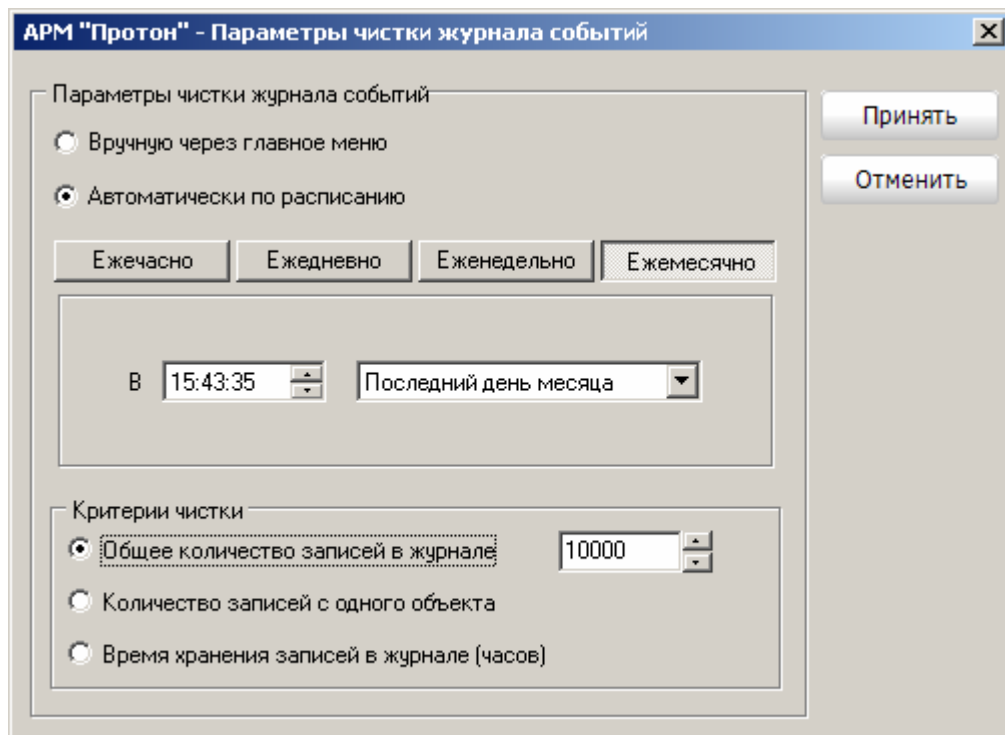 АРМ "Протон" - Параметры чистки журнала событий
Параметры чистки журнала событий
Принять
Вручную через главное меню
Отменить
Автоматически по расписанию
Ежечасно Ежедневно Еженедельно Ежемесячно
В 15:43:35 Последний день месяца
Критерии чистки
Общее количество записей в журнале 10000
Количество записей с одного объекта
Время хранения записей в журнале (часов)